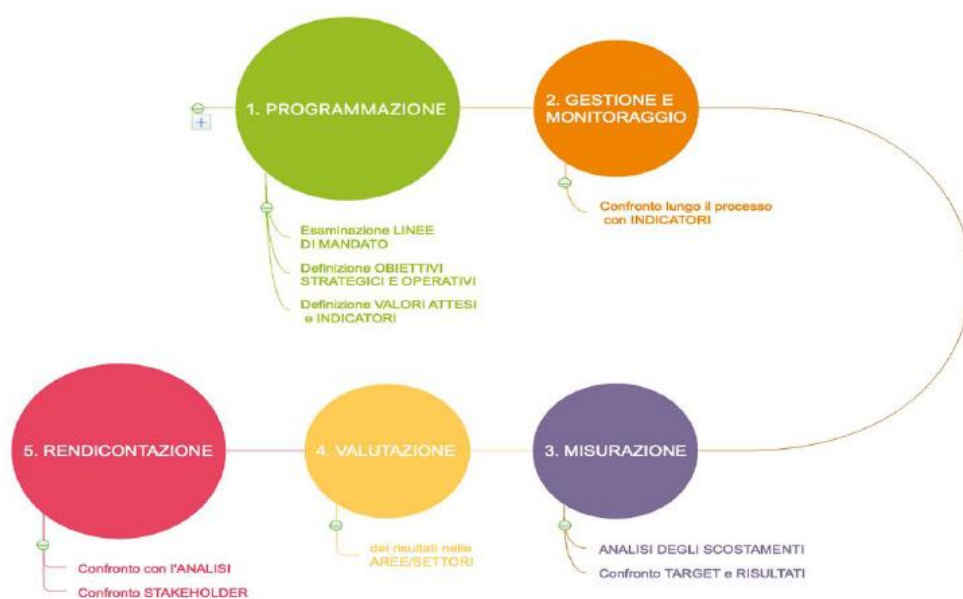 1. PROGRAMMAZIONE
2. GESTIONE E
MONITORAGGIO
Esaminazione LINEE
DI MANDATO
Definizione OBIETTIVI
STRATEGICI E OPERATIVI
Definizione VALORI ATTESI
e INDICATORI
Confronto lungo il processo
con INDICATORI
5. RENDICONTAZIONE
4. VALUTAZIONE
3. MISURAZIONE
Confronto con l'ANALISI
Confronto STAKEHOLDER
dei risultati nelle
AREE/SETTORI
ANALISI DEGLI SCOSTAMENTI
Confronto TARGET e RISULTATI